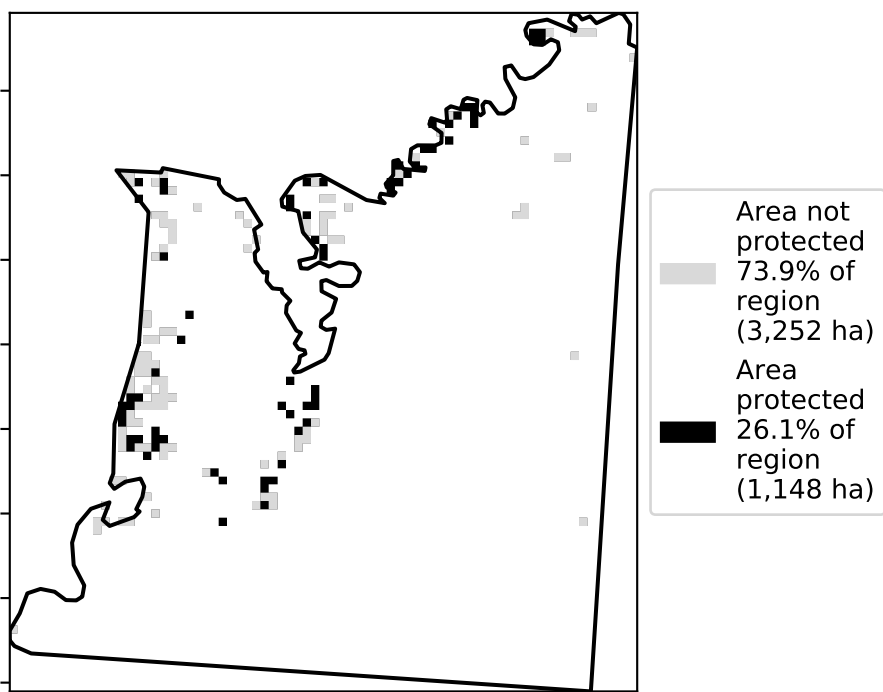 Area not
protected
73.9% of
region
(3,252 ha)
Area
protected
26.1% of
region
(1,148 ha)